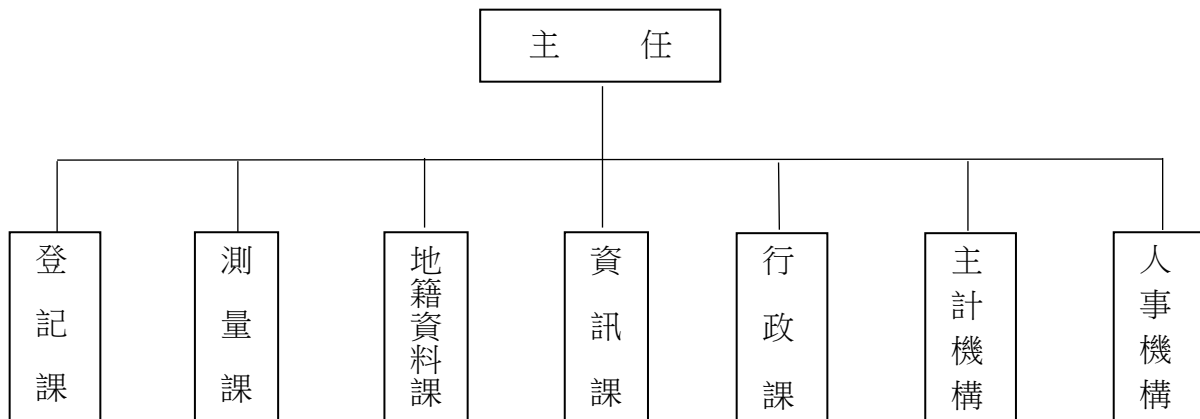 主任
登記課
測量課
地籍資料課
資訊課
行政課
主計機構
人事機構